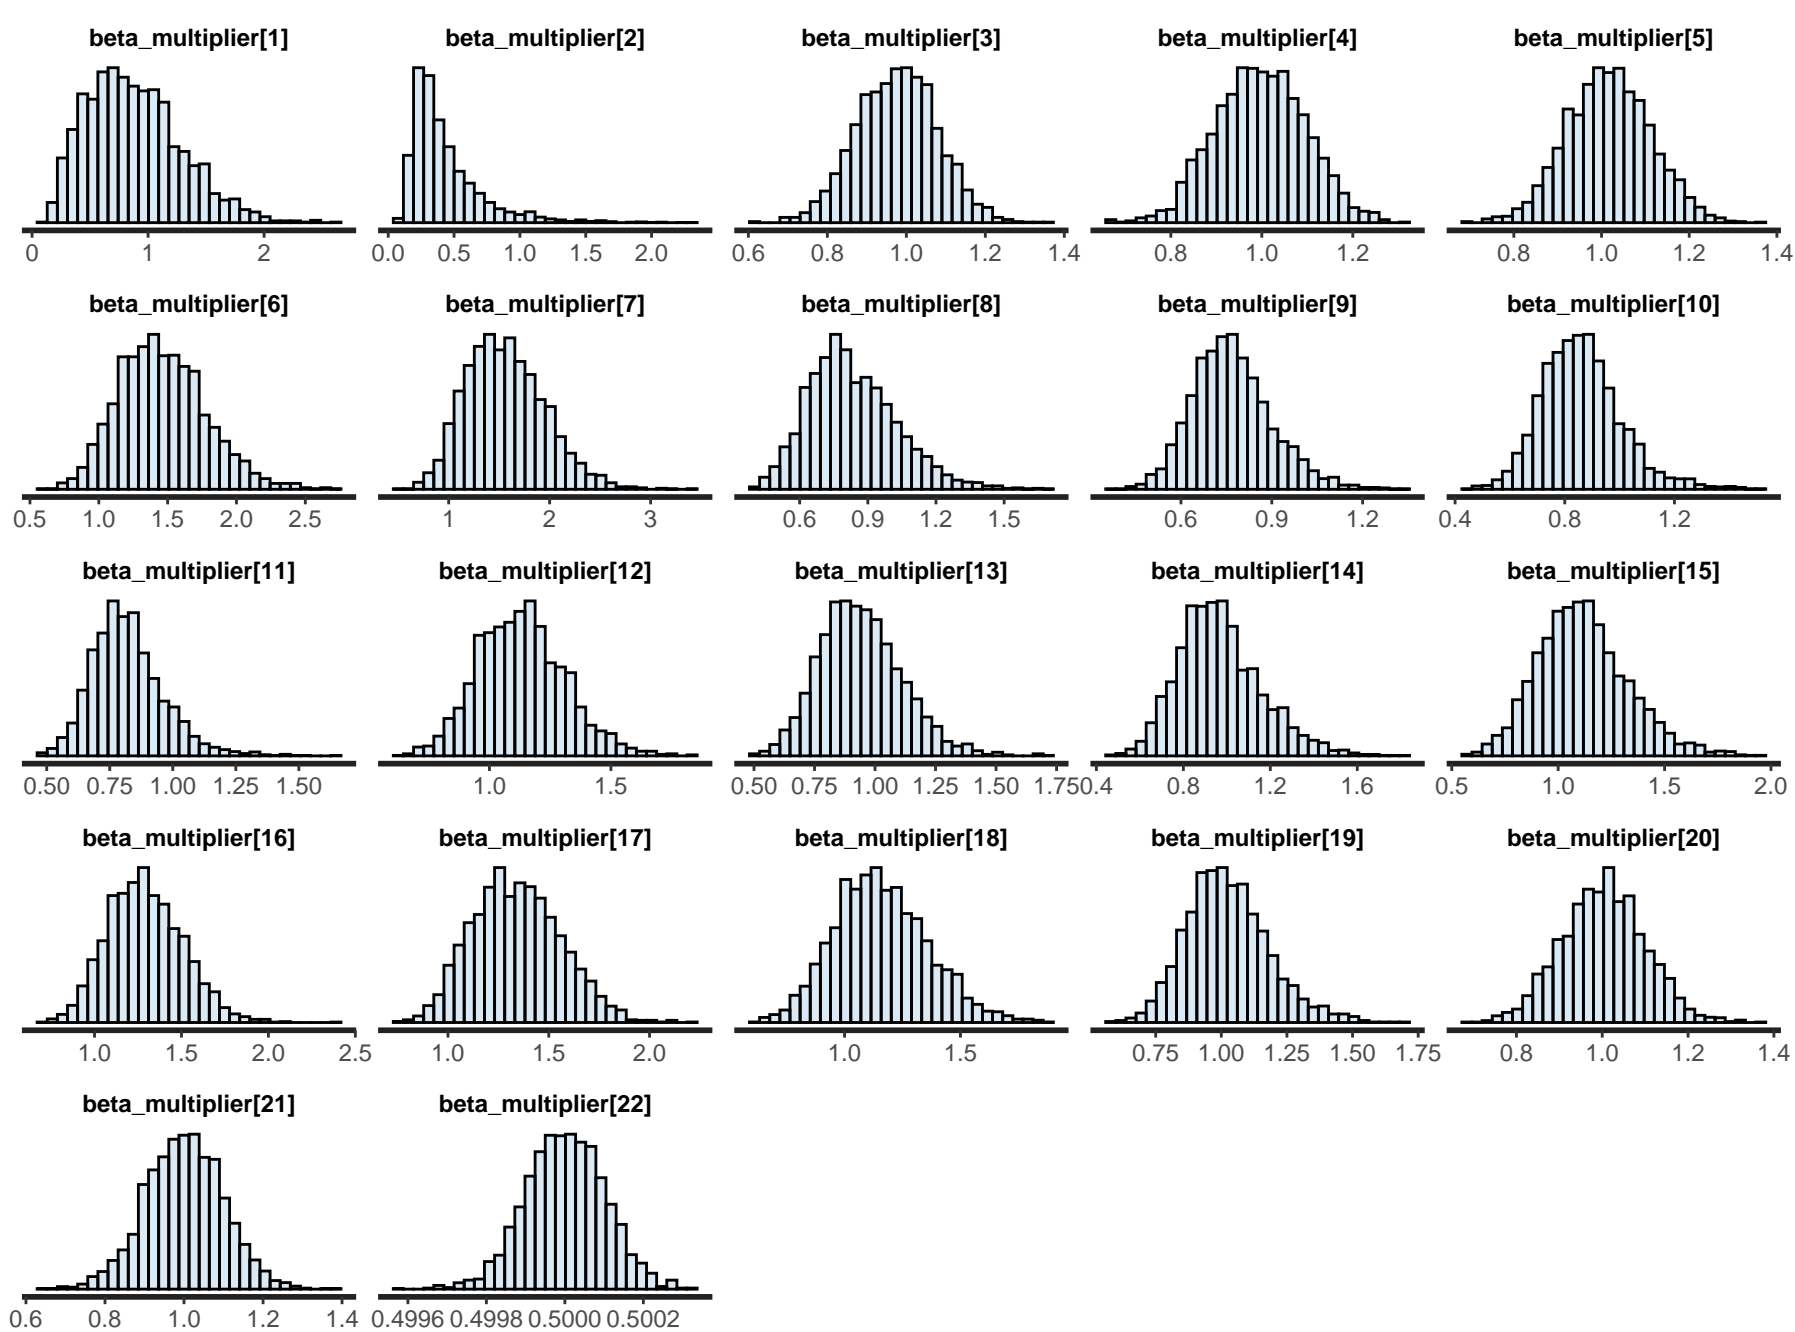 beta_multiplier[1] beta_multiplier[2] beta_multiplier[3] beta_multiplier[4] beta_multiplier[5]
0 1 2 0.0 0.5 1.0 1.5 2.0 0.6 0.8 1.0 1.2 1.4 0.8 1.0 1.2 0.8 1.0 1.2 1.4
beta_multiplier[6] beta_multiplier[7] beta_multiplier[8] beta_multiplier[9] beta_multiplier[10]
0.5 1.0 1.5 2.0 2.5 1 2 3 0.6 0.9 1.2 1.5 0.6 0.9 1.2 0.4 0.8 1.2
beta_multiplier[11] beta_multiplier[12] beta_multiplier[13] beta_multiplier[14] beta_multiplier[15]
0.50 0.75 1.00 1.25 1.50 1.0 1.5 0.50 0.75 1.00 1.25 1.50 1.75 0.4 0.8 1.2 1.6 0.5 1.0 1.5 2.0
beta_multiplier[16] beta_multiplier[17] beta_multiplier[18] beta_multiplier[19] beta_multiplier[20]
1.0 1.5 2.0 2.5 1.0 1.5 2.0 1.0 1.5 0.75 1.00 1.25 1.50 1.75 0.8 1.0 1.2 1.4
beta_multiplier[21] beta_multiplier[22]
0.6 0.8 1.0 1.2 1.4 0.4996 0.4998 0.5000 0.5002